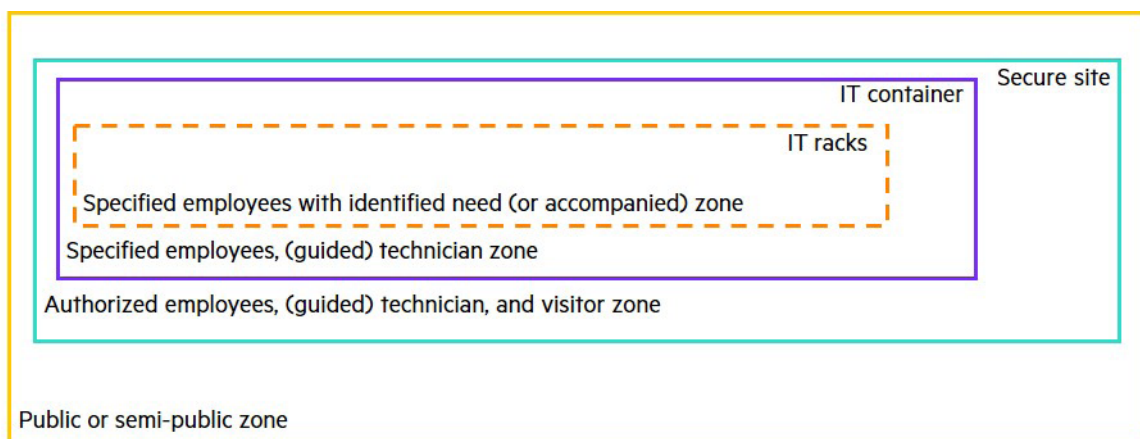 Secure site
IT container
IT racks
Specified employees with identified need (or accompanied) zone
Specified employees, (guided) technician zone
Authorized employees, (guided) technician, and visitor zone
Public or semi-public zone